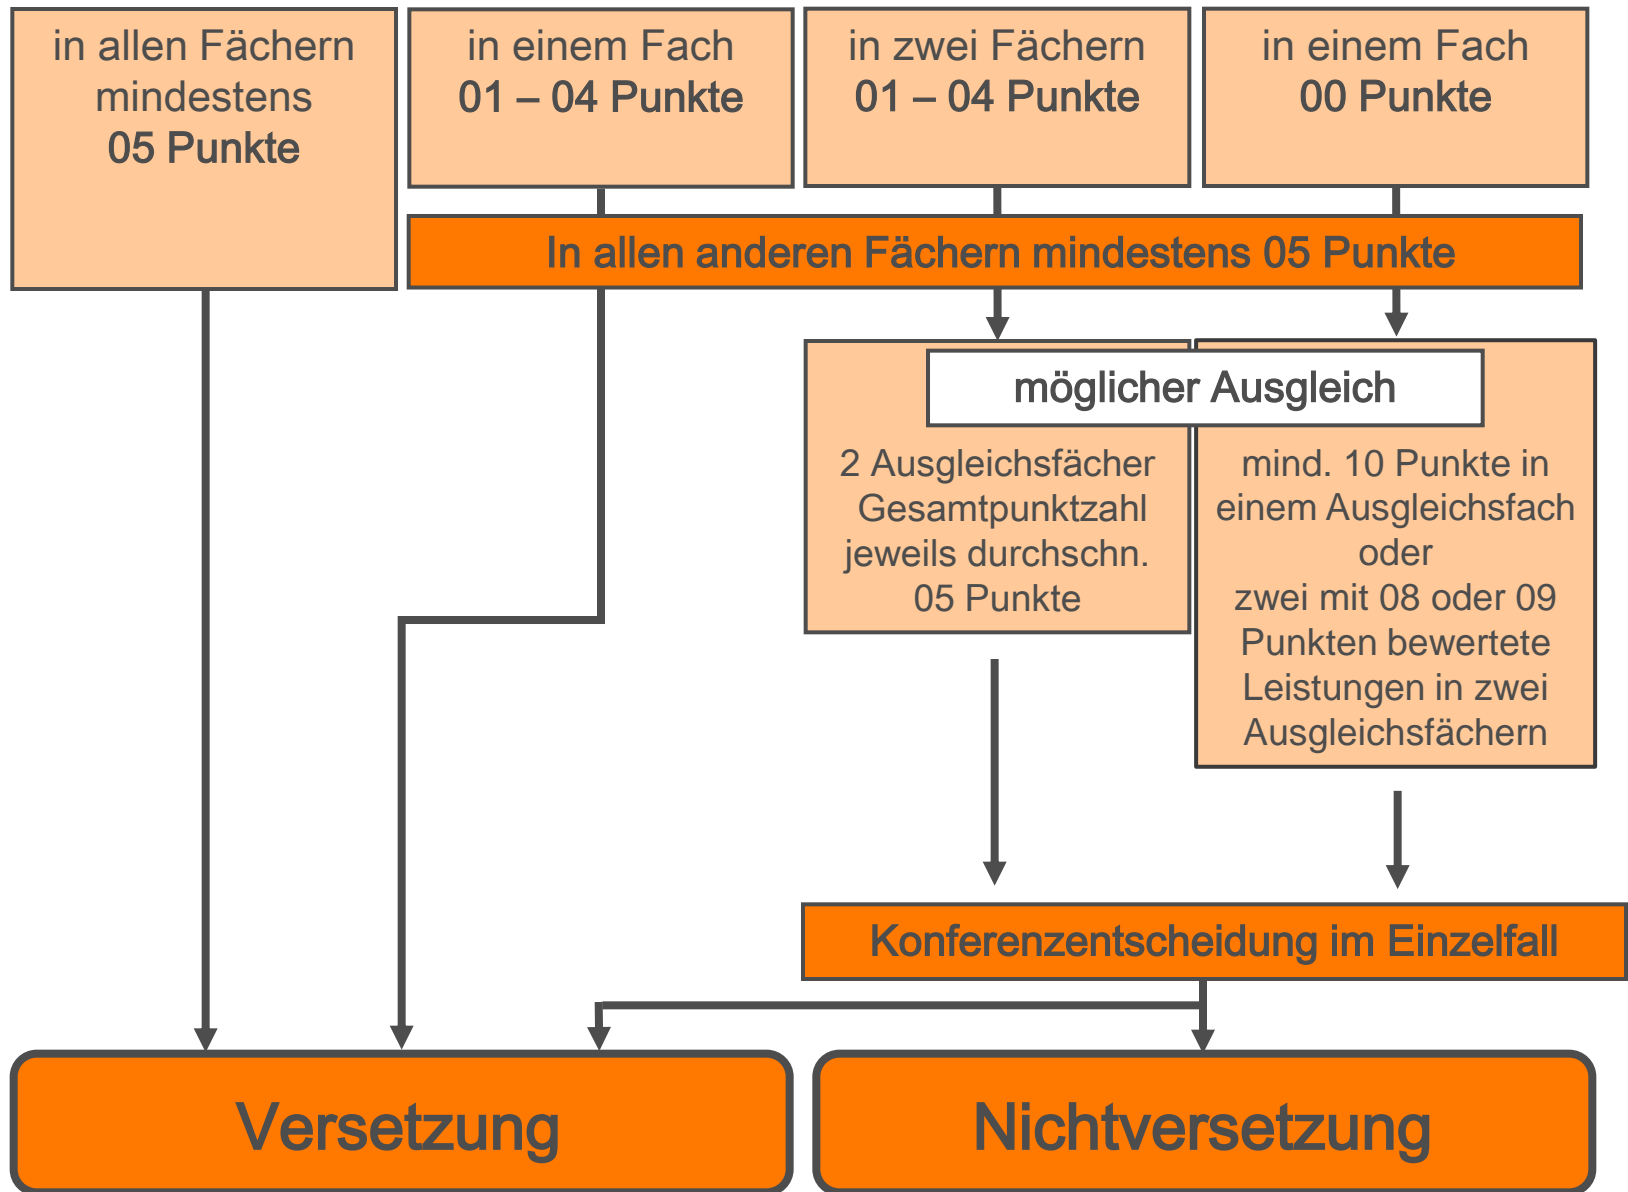 in allen Fächern
mindestens
05 Punkte
in einem Fach
01 – 04 Punkte
in zwei Fächern
01 – 04 Punkte
in einem Fach
00 Punkte
In allen anderen Fächern mindestens 05 Punkte
möglicher Ausgleich
2 Ausgleichsfächer
Gesamtpunktzahl
jeweils durchschn.
05 Punkte
mind. 10 Punkte in
einem Ausgleichsfach
oder
zwei mit 08 oder 09
Punkten bewertete
Leistungen in zwei
Ausgleichsfächern
Konferenzentscheidung im Einzelfall
Versetzung
Nichtversetzung